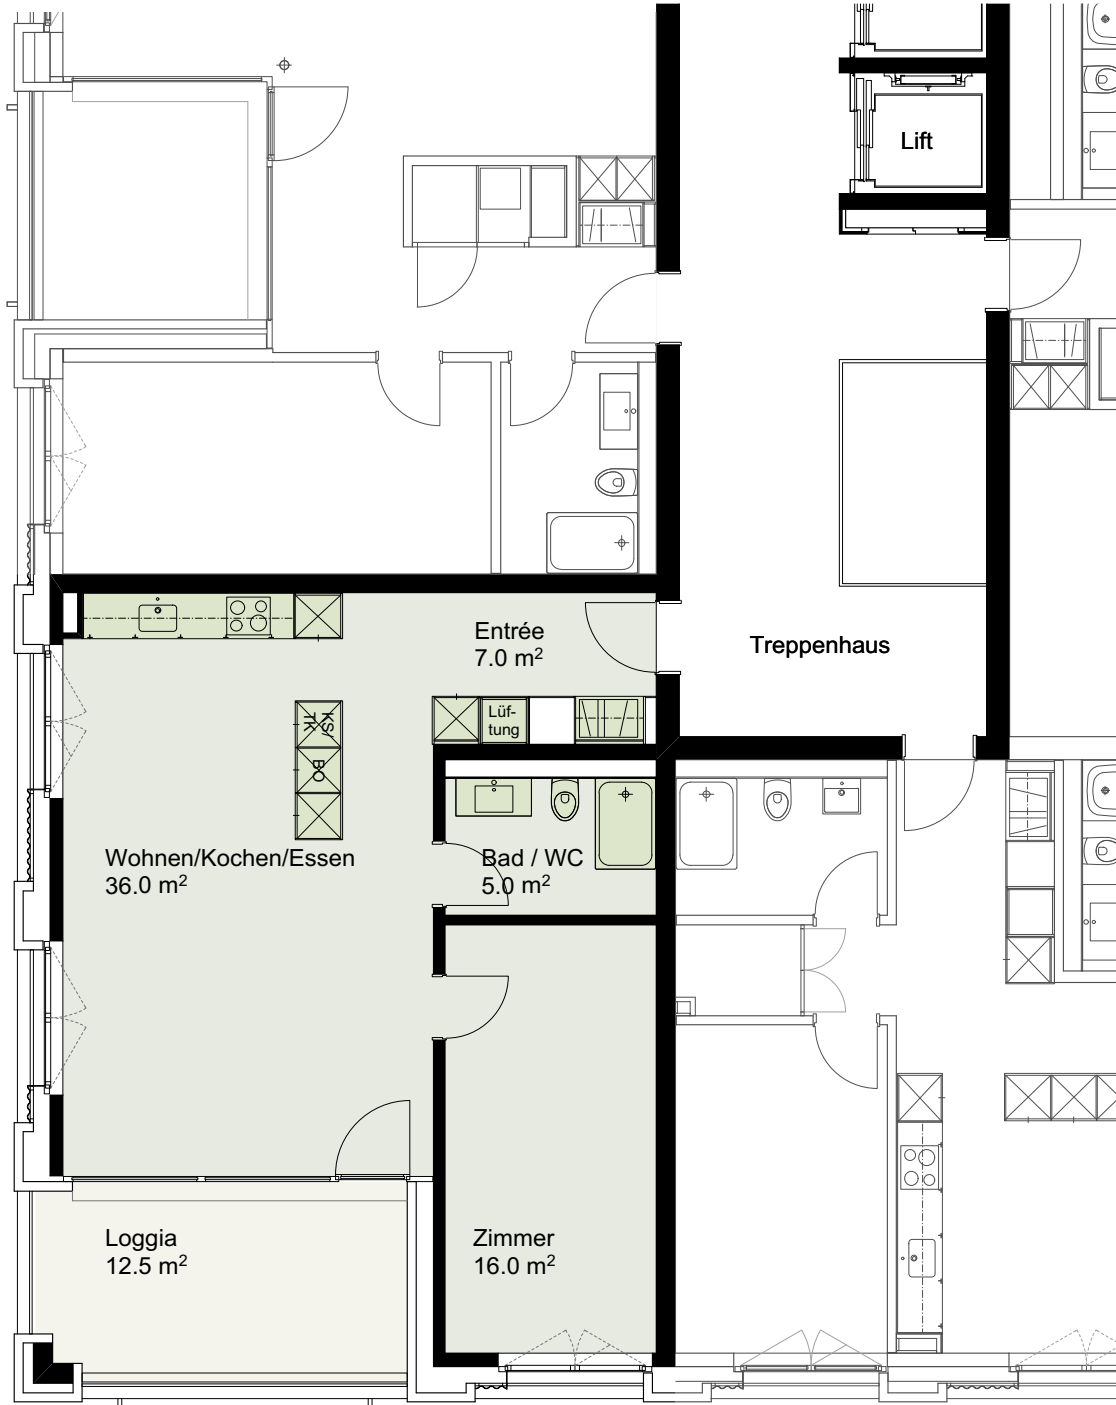 Lift
Entrée
7.0 m²
Treppenhaus
Lüf-
tung
KS/
TK
BO
Wohnen/Kochen/Essen
36.0 m²
Bad / WC
5.0 m²
Loggia
12.5 m²
Zimmer
16.0 m²